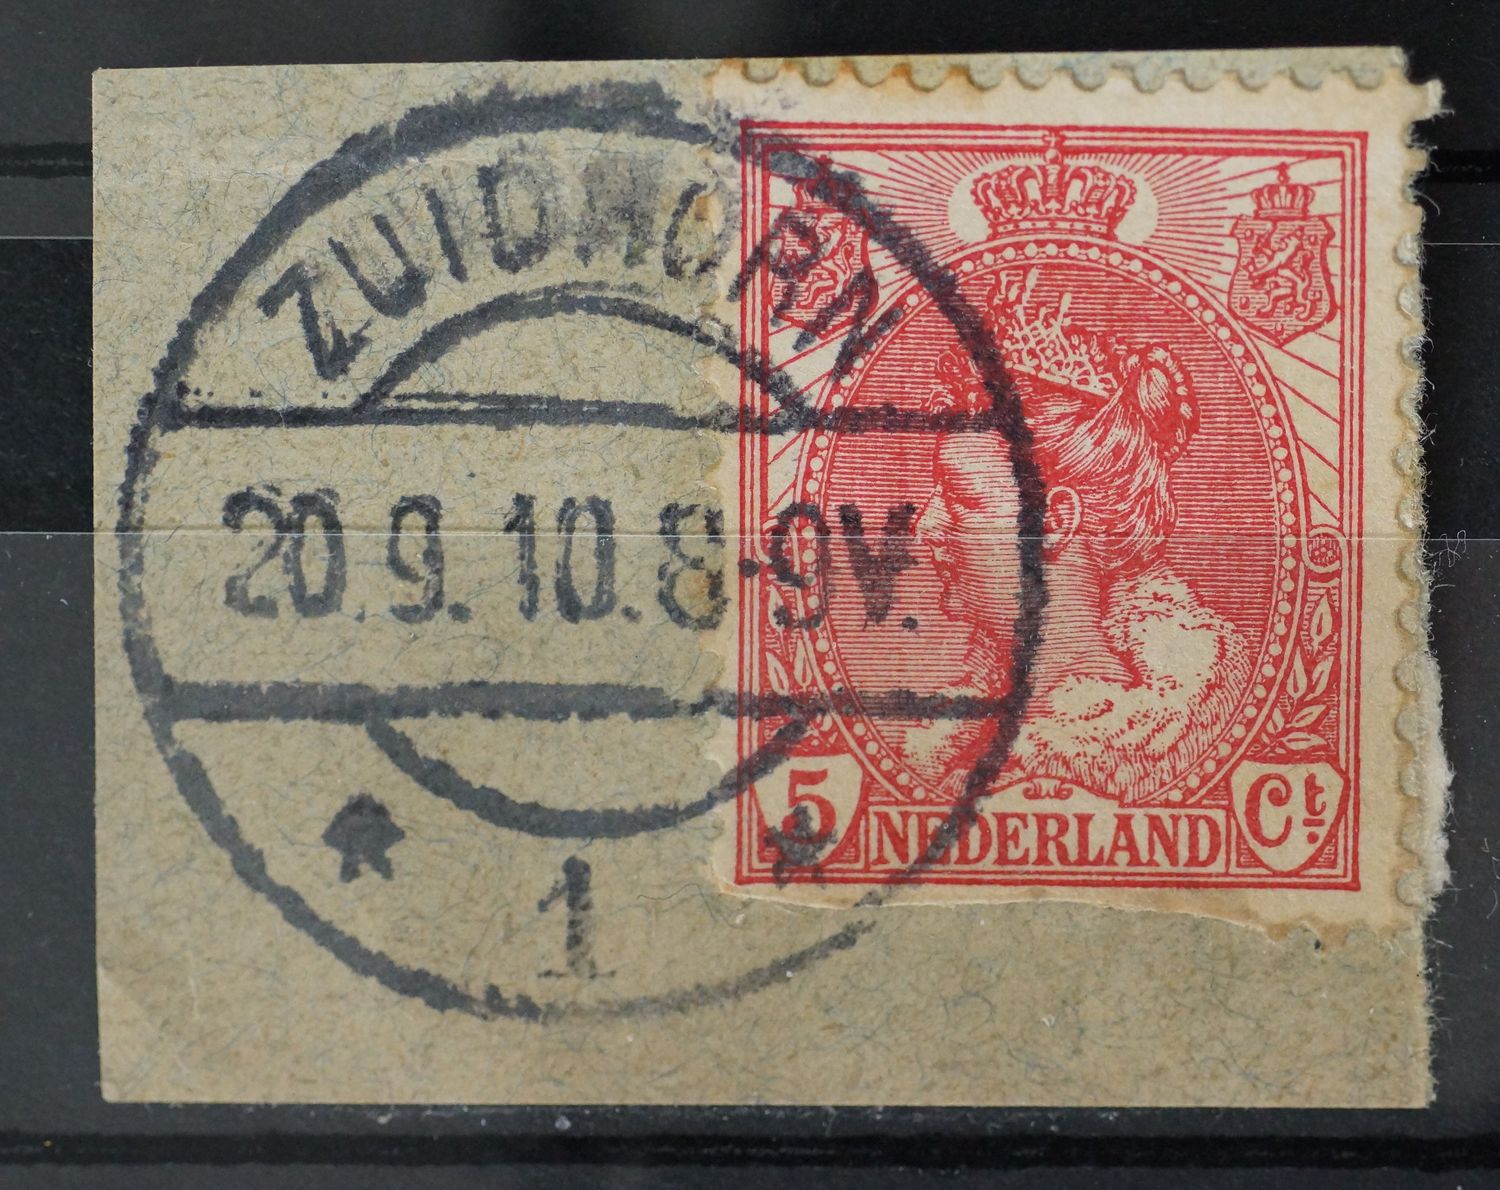 ZUIDHORN
20.9.10.8-9V.
1
5 NEDERLAND Ct.